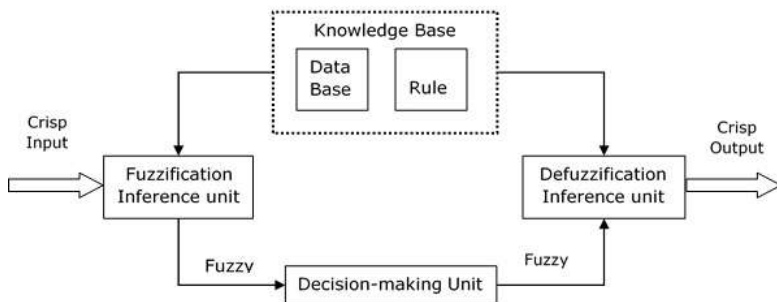 Knowledge Base
Data
Base
Rule
Crisp
Input
Crisp
Output
Fuzzification
Inference unit
Defuzzification
Inference unit
Fuzzy
Decision-making Unit
Fuzzy